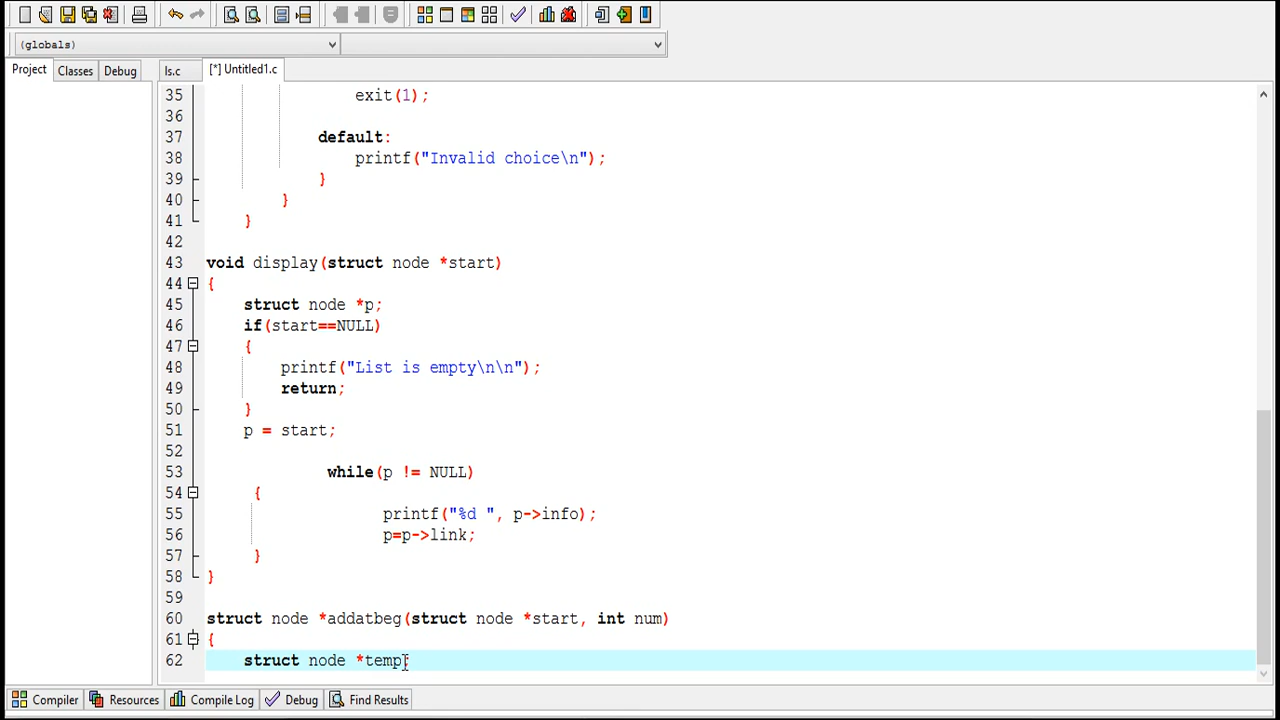 (globals)
Project Classes Debug ls.c [*] Untitled1.c
35 exit(1);
36
37 default:
38 printf("Invalid choice\n");
39 }
40 }
41 }
42
43 void display(struct node *start)
44 {
45 struct node *p;
46 if(start==NULL)
47 {
48 printf("List is empty\n\n");
49 return;
50 }
51 p = start;
52
53 while(p != NULL)
54 {
55 printf("%d ", p->info);
56 p=p->link;
57 }
58 }
59
60 struct node *addatbeg(struct node *start, int num)
61 {
62 struct node *temp;
Compiler Resources Compile Log Debug Find Results